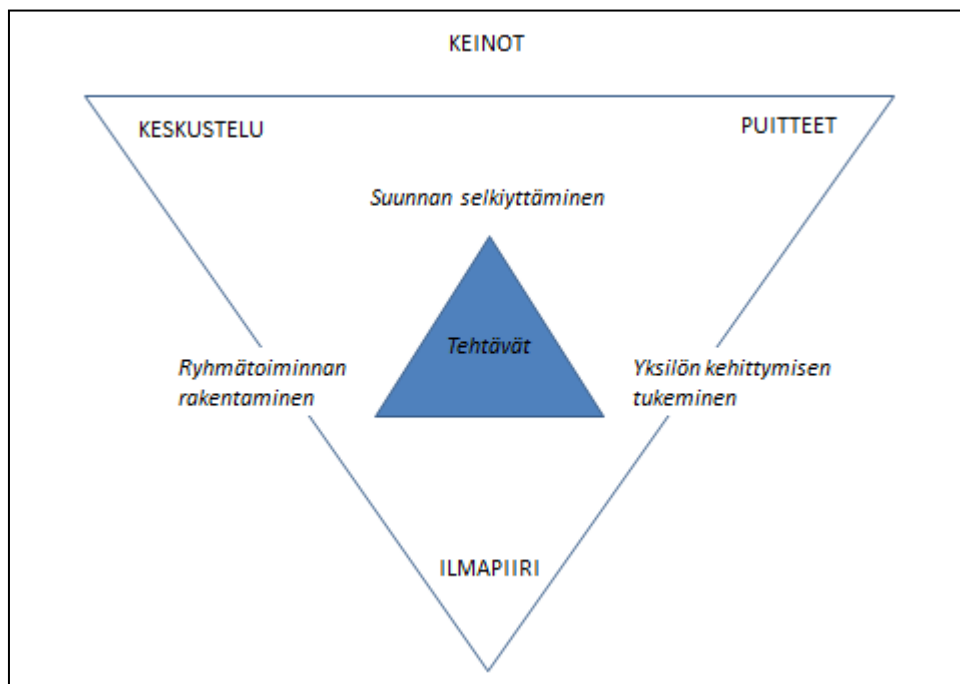 KEINOT
KESKUSTELU
PUITTEET
Suunnan selkiyttäminen
Tehtävät
Ryhmätoiminnan
rakentaminen
Yksilön kehittymisen
tukeminen
ILMAPIIRI